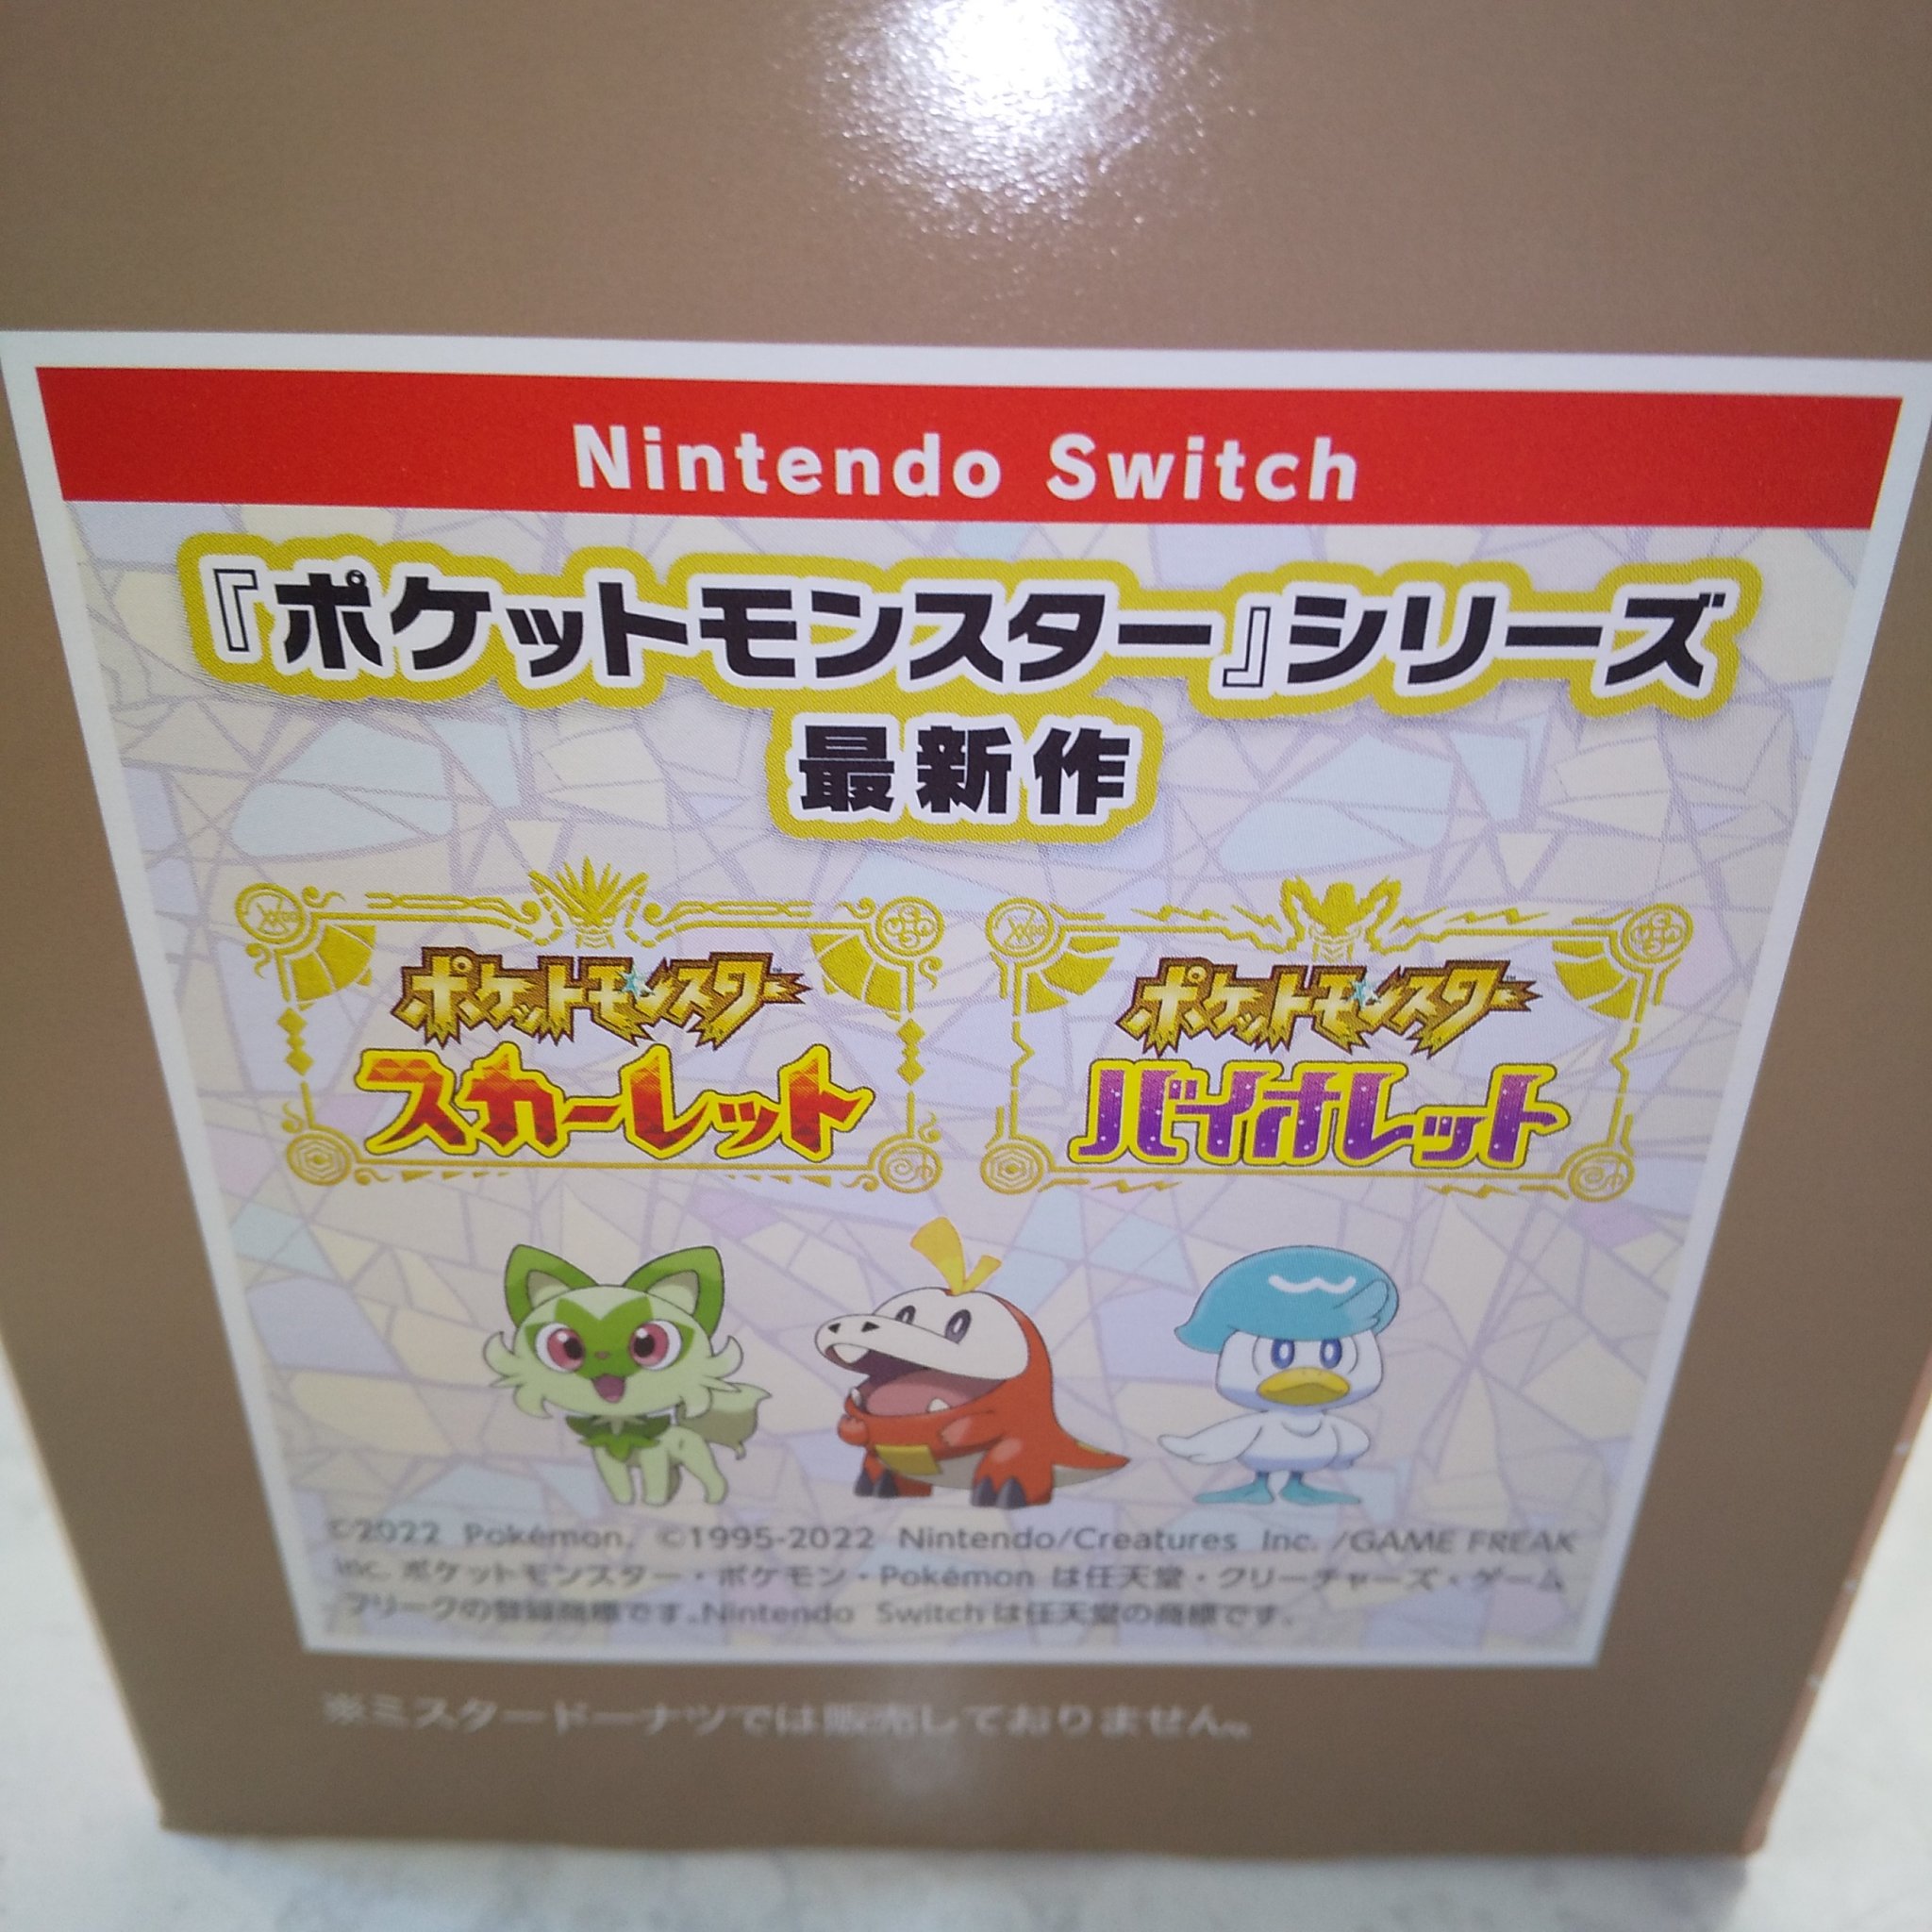 Nintendo Switch
『ポケットモンスター』シリーズ
最新作
ポケットモンスター
スカーレット
ポケットモンスター
バイオレット
©2022 Pokémon. ©1995-2022 Nintendo/Creatures Inc. /GAME FREAK
inc. ポケットモンスター・ポケモン・Pokémon は任天堂・クリーチャーズ・ゲーム
フリークの登録商標です。Nintendo Switchは任天堂の商標です。
※ミスタードーナツでは販売しておりません。